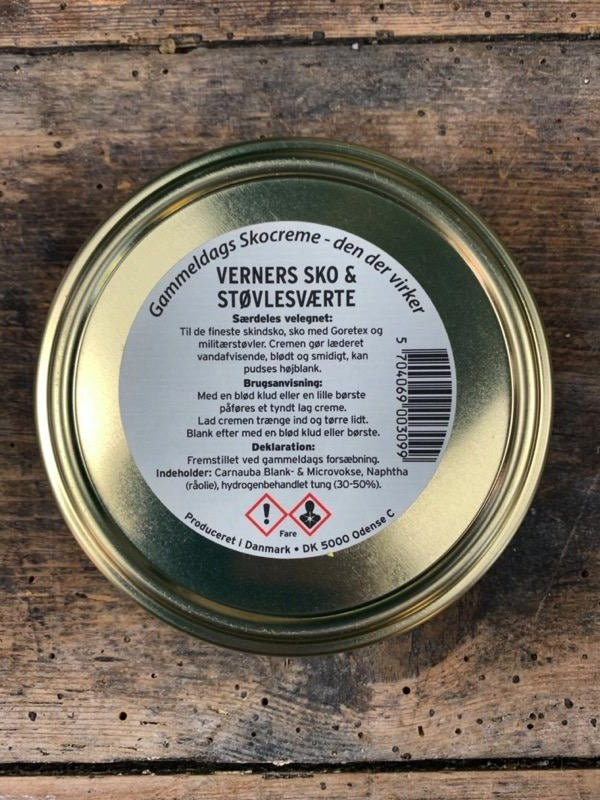 Gammeldags Skocreme - den der virker
VERNERS SKO &
STØVLESVÆRTE
Særdeles velegnet:
Til de fineste skindsko, sko med Goretex og
militærstøvler. Cremen gør læderet
vandafvisende, blødt og smidigt, kan
pudses højblank.
Brugsanvisning:
Med en blød klud eller en lille børste
påføres et tyndt lag creme.
Lad cremen trænge ind og tørre lidt.
Blank efter med en blød klud eller børste.
Deklaration:
Fremstillet ved gammeldags forsæbning.
Indeholder: Carnauba Blank- & Microvokse, Naphtha
(råolie), hydrogenbehandlet tung (30-50%).
Fare
Produceret i Danmark • DK 5000 Odense C
5 704069 003099